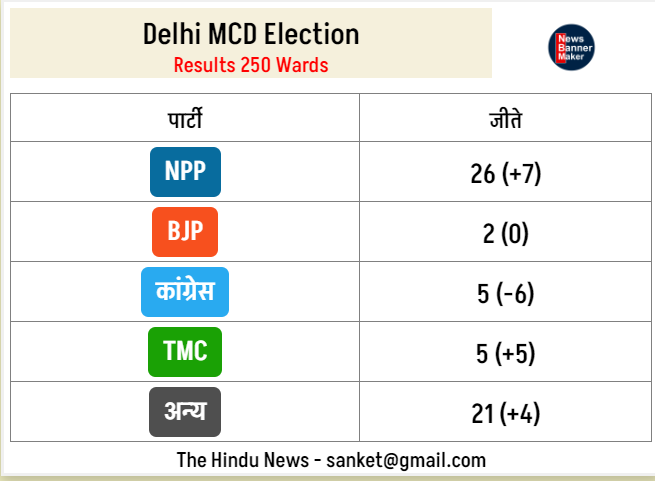 Delhi MCD Election
Results 250 Wards
News
Banner
Maker
पार्टी जीते
NPP 26 (+7)
BJP 2 (0)
कांग्रेस 5 (-6)
TMC 5 (+5)
अन्य 21 (+4)
The Hindu News - sanket@gmail.com